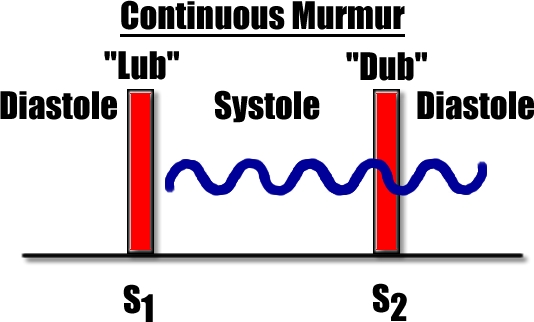 Continuous Murmur
"Lub" "Dub"
Diastole Systole Diastole
S1 S2